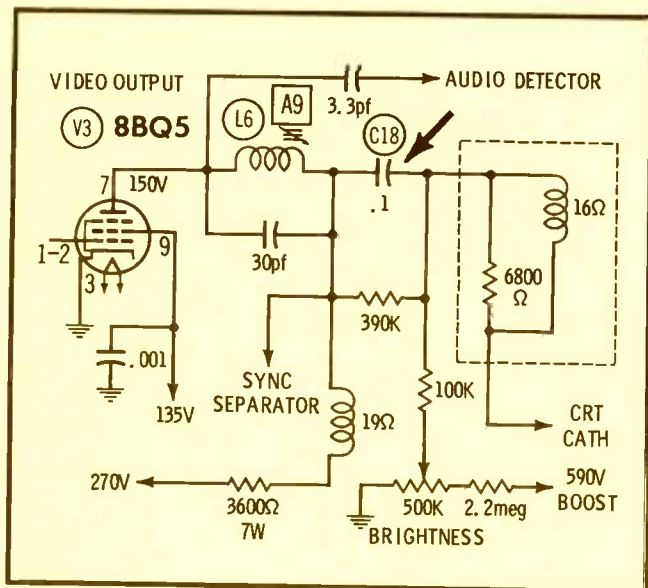 VIDEO OUTPUT
V3 8BQ5
L6
A9
3.3pf
AUDIO DETECTOR
C18
7
150V
.1
16Ω
1-2
9
3
30pf
6800
Ω
390K
.001
135V
SYNC
SEPARATOR
19Ω
100K
CRT
CATH
270V
3600Ω
7W
500K
2.2meg
590V
BOOST
BRIGHTNESS